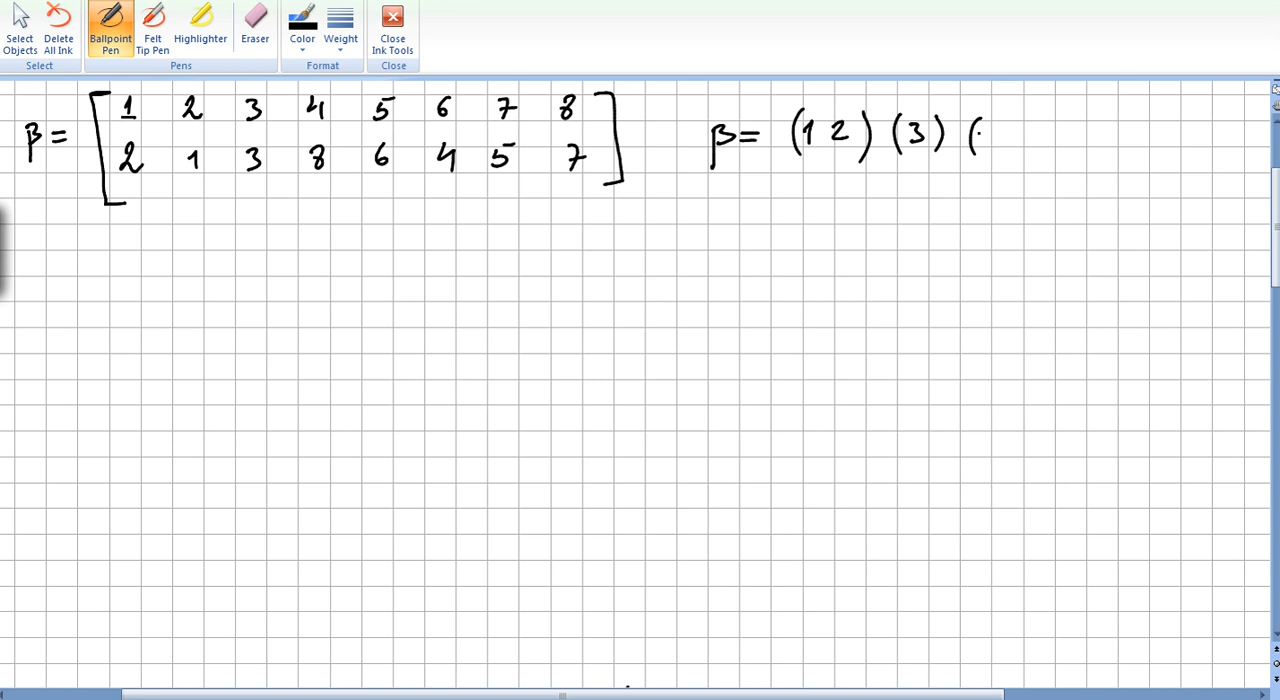 Select Objects Delete All Ink Ballpoint Pen Felt Tip Pen Highlighter Eraser Color Weight Close Ink Tools
Select Pens Format Close
1 2 3 4 5 6 7 8
β = [ ] β = (1 2) (3) (
2 1 3 8 6 4 5 7